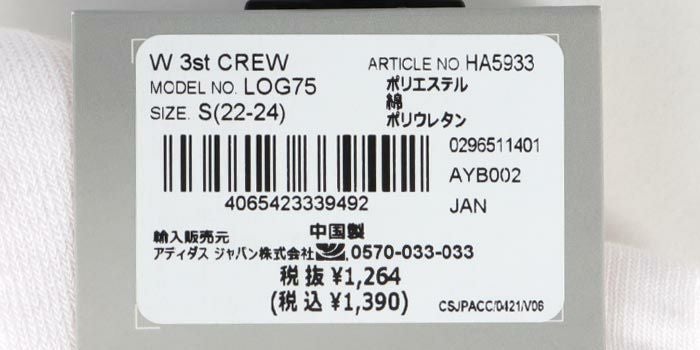 W 3st CREW
ARTICLE NO HA5933
MODEL NO. LOG75
ポリエステル
綿
SIZE. S(22-24)
ポリウレタン
0296511401
AYB002
4065423339492
JAN
中国製
輸入販売元
アディダス ジャパン株式会社 0570-033-033
税抜 ¥1,264
(税込 ¥1,390)
CSJPACC/0421/V06